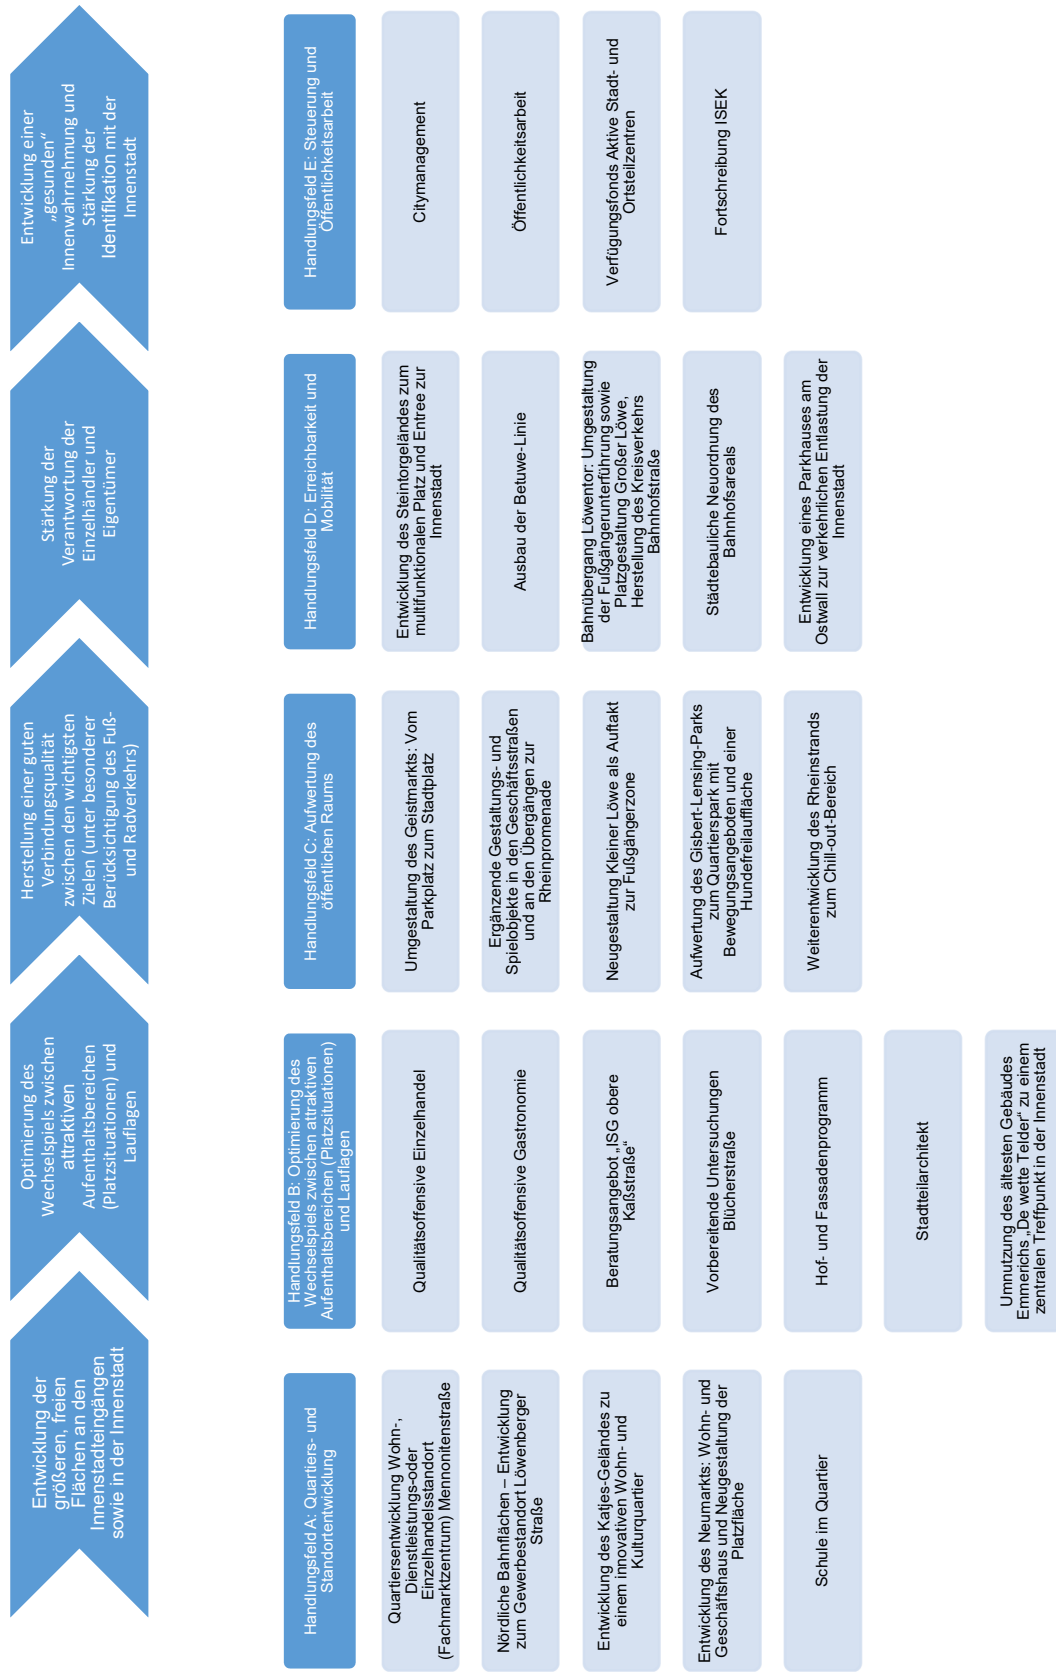 Entwicklung der
größeren, freien
Flächen an den
Innenstadteingängen
sowie in der Innenstadt
Optimierung des
Wechselspiels zwischen
attraktiven
Aufenthaltsbereichen
(Platzsituationen) und
Lauflagen
Herstellung einer guten
Verbindungsqualität
zwischen den wichtigsten
Zielen (unter besonderer
Berücksichtigung des Fuß-
und Radverkehrs)
Stärkung der
Verantwortung der
Einzelhändler und
Eigentümer
Entwicklung einer
„gesunden“
Innenwahrnehmung und
Stärkung der
Identifikation mit der
Innenstadt
Handlungsfeld A: Quartiers- und
Standortentwicklung
Quartiersentwicklung Wohn-,
Dienstleistungs-oder
Einzelhandelsstandort
(Fachmarktzentrum) Mennonitenstraße
Nördliche Bahnflächen – Entwicklung
zum Gewerbestandort Löwenberger
Straße
Entwicklung des Katjes-Geländes zu
einem innovativen Wohn- und
Kulturquartier
Entwicklung des Neumarkts: Wohn- und
Geschäftshaus und Neugestaltung der
Platzfläche
Schule im Quartier
Handlungsfeld B: Optimierung des
Wechselspiels zwischen attraktiven
Aufenthaltsbereichen (Platzsituationen)
und Lauflagen
Qualitätsoffensive Einzelhandel
Qualitätsoffensive Gastronomie
Beratungsangebot „ISG obere
Kaßstraße“
Vorbereitende Untersuchungen
Blücherstraße
Hof- und Fassadenprogramm
Stadtteilarchitekt
Umnutzung des ältesten Gebäudes
Emmerichs „De wette Telder“ zu einem
zentralen Treffpunkt in der Innenstadt
Handlungsfeld C: Aufwertung des
öffentlichen Raums
Umgestaltung des Geistmarkts: Vom
Parkplatz zum Stadtplatz
Ergänzende Gestaltungs- und
Spielobjekte in den Geschäftsstraßen
und an den Übergängen zur
Rheinpromenade
Neugestaltung Kleiner Löwe als Auftakt
zur Fußgängerzone
Aufwertung des Gisbert-Lensing-Parks
zum Quartierspark mit
Bewegungsangeboten und einer
Hundefreilauffläche
Weiterentwicklung des Rheinstrands
zum Chill-out-Bereich
Handlungsfeld D: Erreichbarkeit und
Mobilität
Entwicklung des Steintorgeländes zum
multifunktionalen Platz und Entree zur
Innenstadt
Ausbau der Betuwe-Linie
Bahnübergang Löwentor: Umgestaltung
der Fußgängerunterführung sowie
Platzgestaltung Großer Löwe,
Herstellung des Kreisverkehrs
Bahnhofstraße
Städtebauliche Neuordnung des
Bahnhofsareals
Entwicklung eines Parkhauses am
Ostwall zur verkehrlichen Entlastung der
Innenstadt
Handlungsfeld E: Steuerung und
Öffentlichkeitsarbeit
Citymanagement
Öffentlichkeitsarbeit
Verfügungsfonds Aktive Stadt- und
Ortsteilzentren
Fortschreibung ISEK